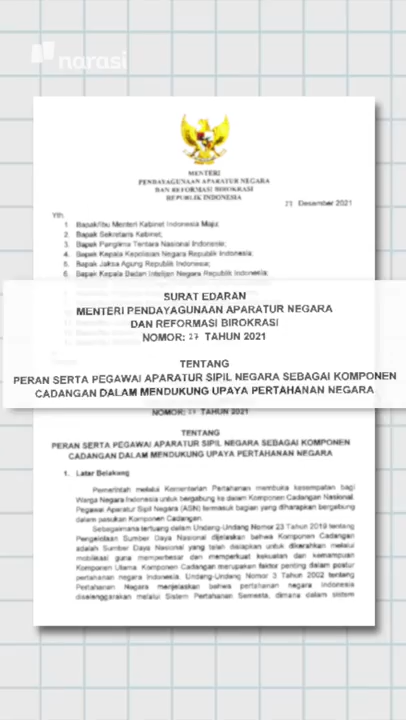 narasi
MENTERI
PENDAYAGUNAAN APARATUR NEGARA
DAN REFORMASI BIROKRASI
REPUBLIK INDONESIA
Desember 2021
Yth.
1. Bapak/Ibu Menteri Kabinet Indonesia Maju;
2. Bapak Sekretaris Kabinet;
3. Bapak Panglima Tentara Nasional Indonesia;
4. Bapak Kepala Kepolisian Negara Republik Indonesia;
5. Bapak Jaksa Agung Republik Indonesia;
6. Bapak Kepala Badan Intelijen Negara Republik Indonesia;
SURAT EDARAN
MENTERI PENDAYAGUNAAN APARATUR NEGARA
DAN REFORMASI BIROKRASI
NOMOR: 27 TAHUN 2021
TENTANG
PERAN SERTA PEGAWAI APARATUR SIPIL NEGARA SEBAGAI KOMPONEN
CADANGAN DALAM MENDUKUNG UPAYA PERTAHANAN NEGARA
NOMOR: 27 TAHUN 2021
TENTANG
PERAN SERTA PEGAWAI APARATUR SIPIL NEGARA SEBAGAI KOMPONEN
CADANGAN DALAM MENDUKUNG UPAYA PERTAHANAN NEGARA
1. Latar Belakang
Pemerintah melalui Kementerian Pertahanan membuka kesempatan bagi
Warga Negara Indonesia untuk bergabung ke dalam Komponen Cadangan Nasional.
Pegawai Aparatur Sipil Negara (ASN) termasuk bagian yang diharapkan bergabung
dalam pasukan Komponen Cadangan.
Sebagaimana tertuang dalam Undang-Undang Nomor 23 Tahun 2019 tentang
Pengelolaan Sumber Daya Nasional dijelaskan bahwa Komponen Cadangan
adalah Sumber Daya Nasional yang telah disiapkan untuk dikerahkan melalui
mobilisasi guna memperbesar dan memperkuat kekuatan dan kemampuan
Komponen Utama. Komponen Cadangan merupakan faktor penting dalam postur
pertahanan negara Indonesia. Undang-Undang Nomor 3 Tahun 2002 tentang
Pertahanan Negara menjelaskan bahwa pertahanan negara Indonesia
diselenggarakan melalui Sistem Pertahanan Semesta, dimana dalam sistem